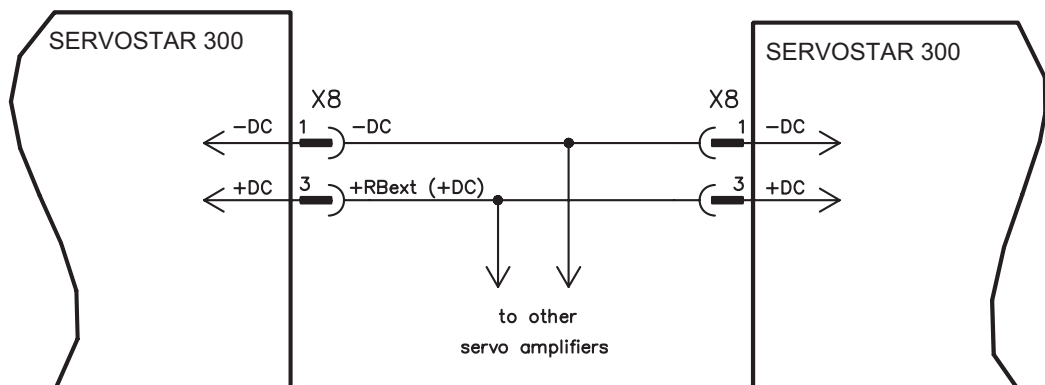 SERVOSTAR 300
SERVOSTAR 300
X8
X8
−DC
1
−DC
1
−DC
+DC
3
+RBext (+DC)
3
+DC
to other
servo amplifiers